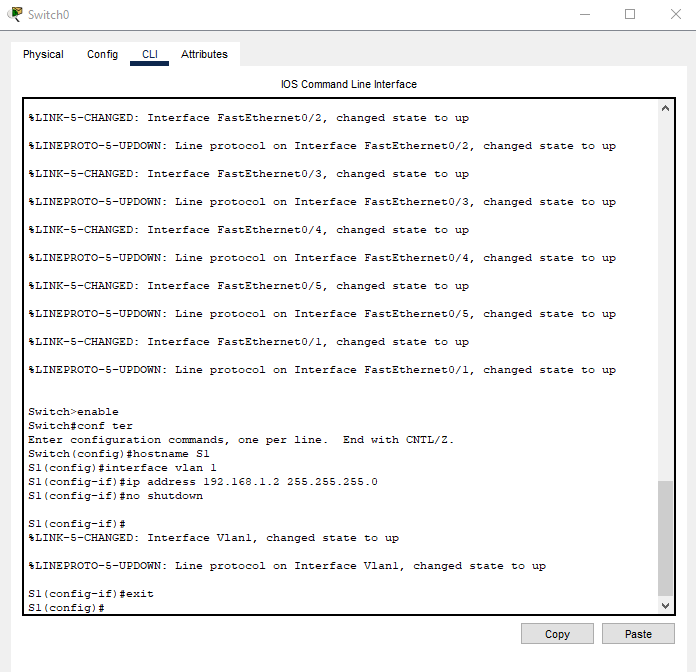 Switch0
Physical Config CLI Attributes
IOS Command Line Interface
%LINK-5-CHANGED: Interface FastEthernet0/2, changed state to up
%LINEPROTO-5-UPDOWN: Line protocol on Interface FastEthernet0/2, changed state to up
%LINK-5-CHANGED: Interface FastEthernet0/3, changed state to up
%LINEPROTO-5-UPDOWN: Line protocol on Interface FastEthernet0/3, changed state to up
%LINK-5-CHANGED: Interface FastEthernet0/4, changed state to up
%LINEPROTO-5-UPDOWN: Line protocol on Interface FastEthernet0/4, changed state to up
%LINK-5-CHANGED: Interface FastEthernet0/5, changed state to up
%LINEPROTO-5-UPDOWN: Line protocol on Interface FastEthernet0/5, changed state to up
%LINK-5-CHANGED: Interface FastEthernet0/1, changed state to up
%LINEPROTO-5-UPDOWN: Line protocol on Interface FastEthernet0/1, changed state to up
Switch>enable
Switch#conf ter
Enter configuration commands, one per line.  End with CNTL/Z.
Switch(config)#hostname S1
S1(config)#interface vlan 1
S1(config-if)#ip address 192.168.1.2 255.255.255.0
S1(config-if)#no shutdown
S1(config-if)#
%LINK-5-CHANGED: Interface Vlan1, changed state to up
%LINEPROTO-5-UPDOWN: Line protocol on Interface Vlan1, changed state to up
S1(config-if)#exit
S1(config)#
Copy Paste